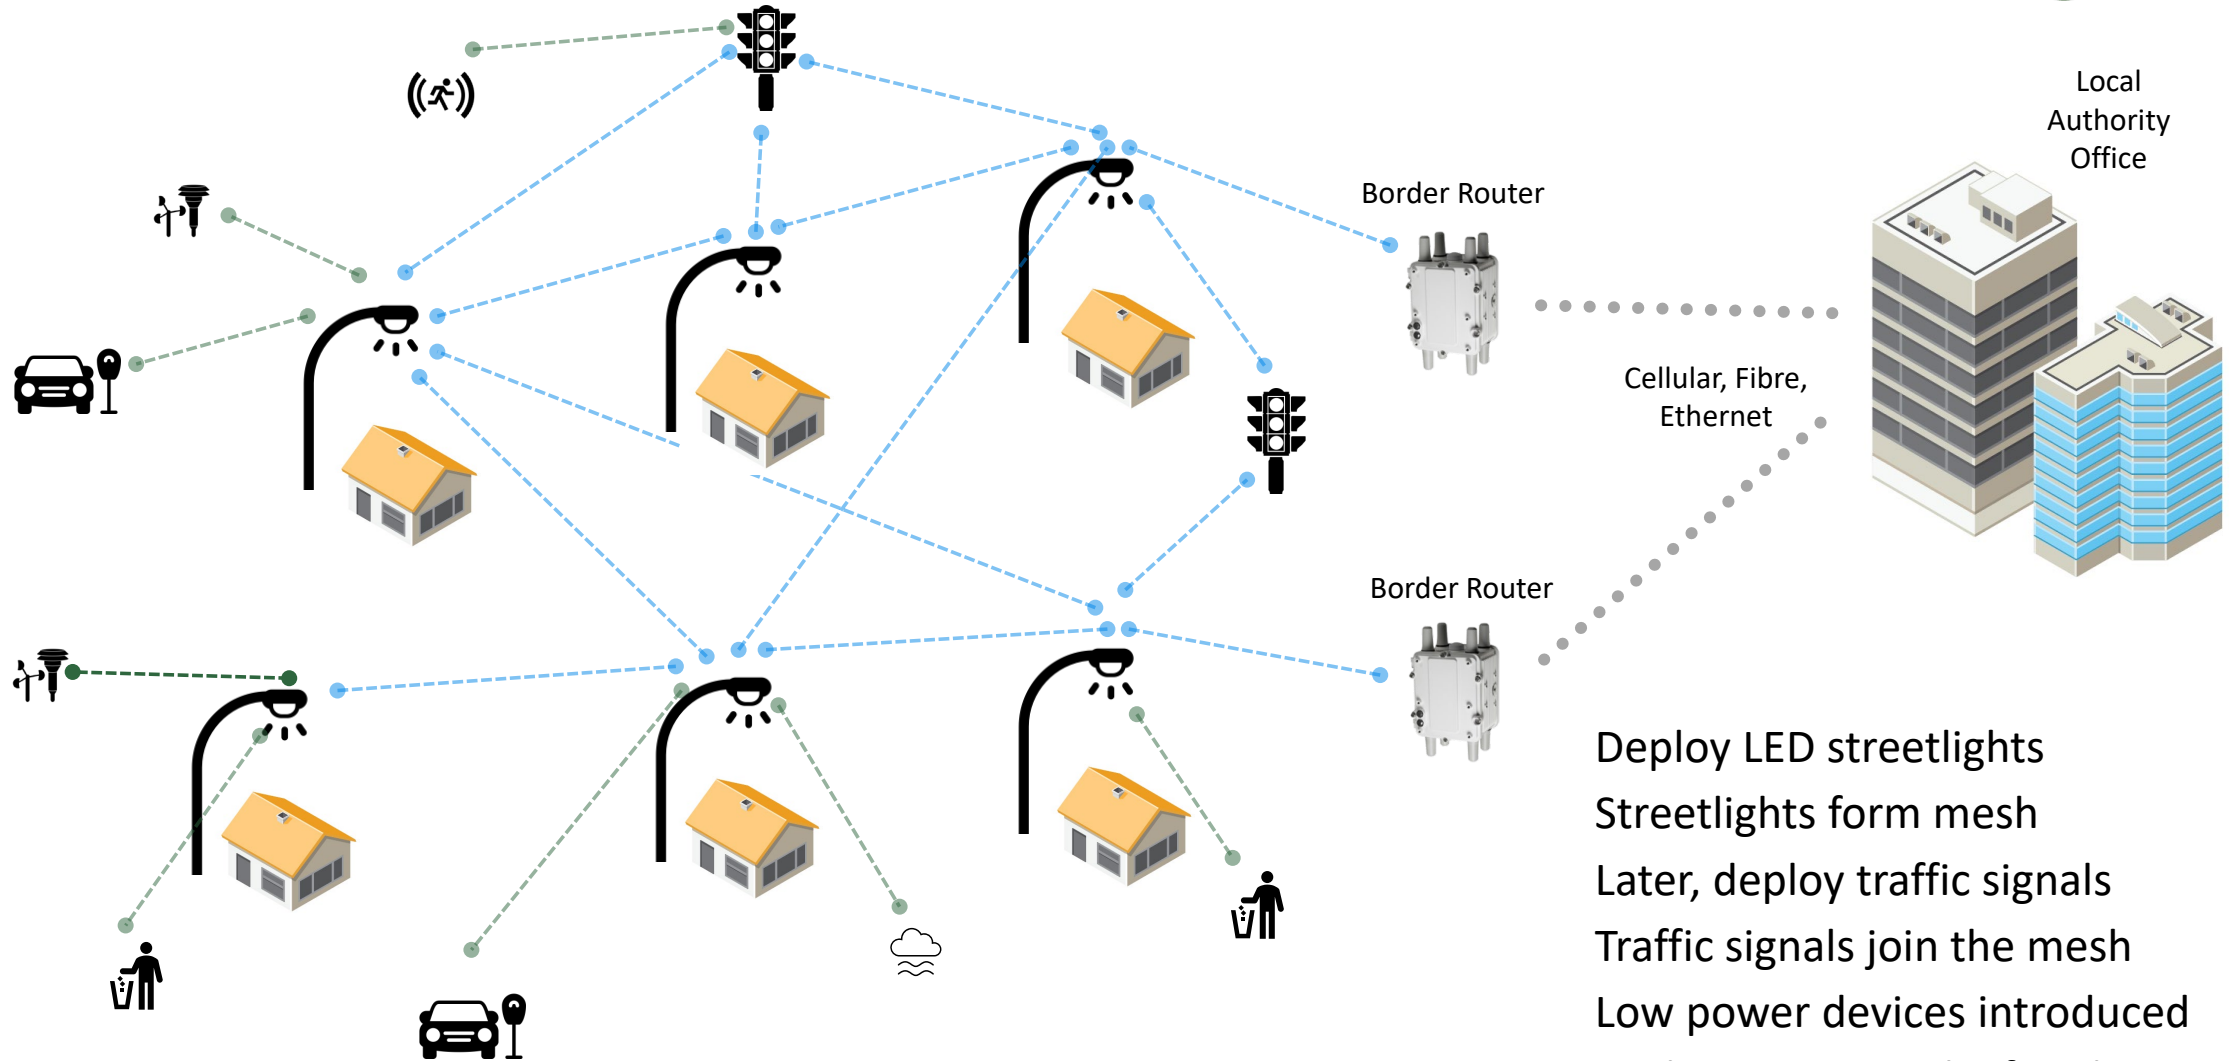 Local
Authority
Office
Border Router
Cellular, Fibre,
Ethernet
Border Router
Deploy LED streetlights
Streetlights form mesh
Later, deploy traffic signals
Traffic signals join the mesh
Low power devices introduced